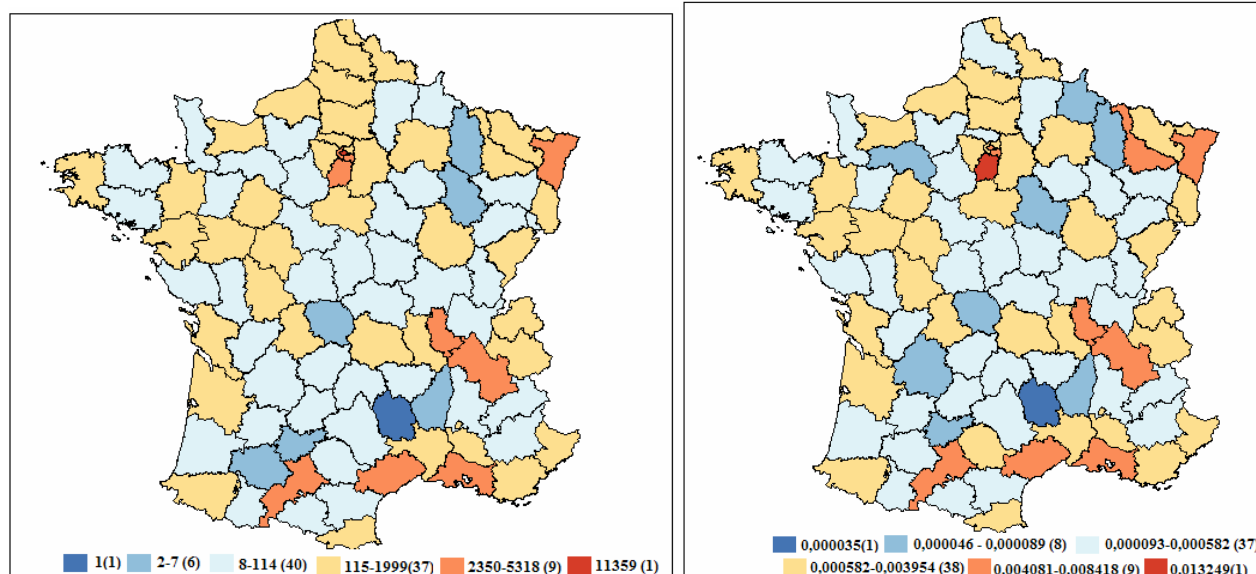 1(1) 2-7 (6) 8-114 (40) 115-1999(37) 2350-5318 (9) 11359 (1)
0,000035(1) 0,000046 - 0,000089 (8) 0,000093-0,000582 (37)
0,000582-0,003954 (38) 0.004081-0,008418 (9) 0.013249(1)